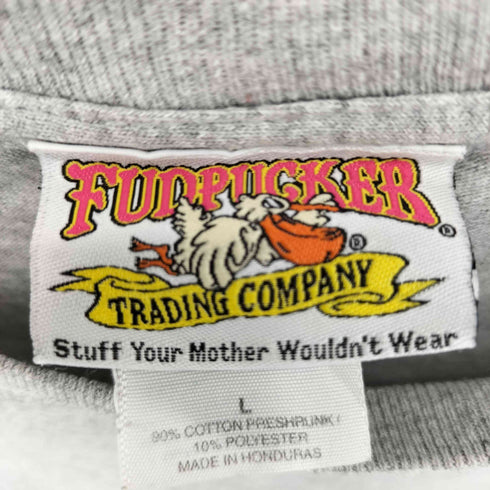 FUDPUCKER ®
®
TRADING COMPANY
Stuff Your Mother Wouldn't Wear
L
90% COTTON PRESHRUNK/
10% POLYESTER
MADE IN HONDURAS